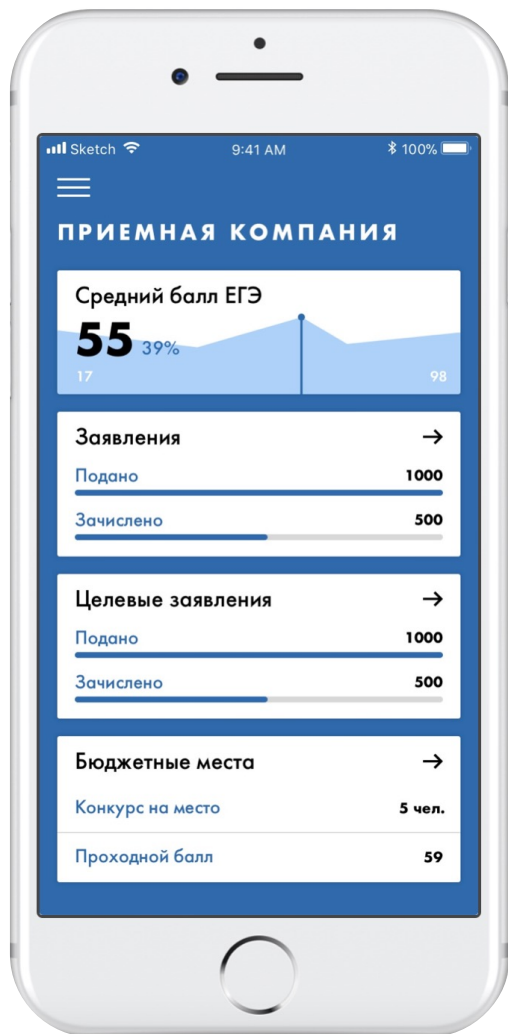 Sketch 9:41 AM 100%
ПРИЕМНАЯ КОМПАНИЯ
Средний балл ЕГЭ
55 39%
17 98
Заявления →
Подано 1000
Зачислено 500
Целевые заявления →
Подано 1000
Зачислено 500
Бюджетные места →
Конкурс на место 5 чел.
Проходной балл 59